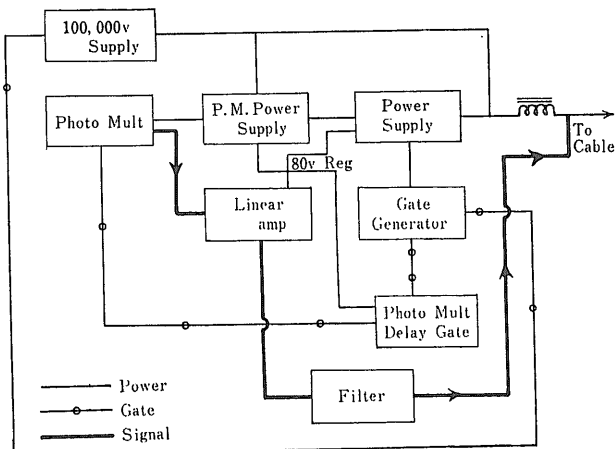 100,000v
Supply
Photo Mult
P.M. Power
Supply
Power
Supply
To
Cable
80v Reg
Linear
amp
Gate
Generator
Photo Mult
Delay Gate
Filter
Power
Gate
Signal